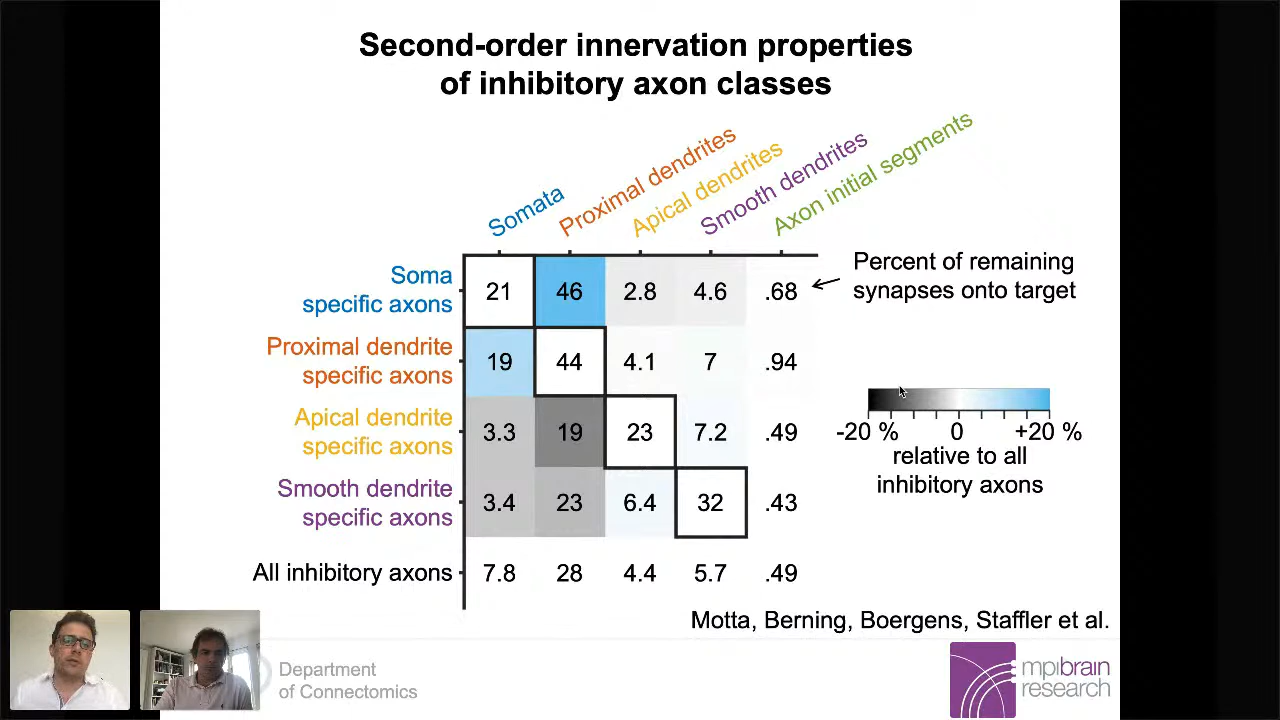 Second-order innervation properties
of inhibitory axon classes
Somata
Proximal dendrites
Apical dendrites
Smooth dendrites
Axon initial segments
Soma
specific axons
21 46 2.8 4.6 .68
Percent of remaining
synapses onto target
Proximal dendrite
specific axons
19 44 4.1 7 .94
Apical dendrite
specific axons
3.3 19 23 7.2 .49
-20 % 0 +20 %
relative to all
inhibitory axons
Smooth dendrite
specific axons
3.4 23 6.4 32 .43
All inhibitory axons 7.8 28 4.4 5.7 .49
Motta, Berning, Boergens, Staffler et al.
Department
of Connectomics
mpibrain
research